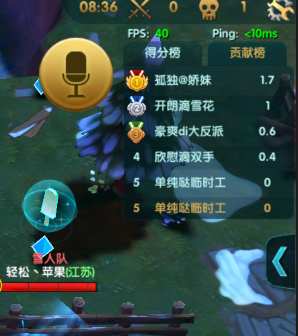 08:36 0 1
FPS: 40 Ping: <10ms
得分榜 贡献榜
1 孤独@娇妹 1.7
2 开朗滴雪花 1
3 豪爽di大反派 0.6
4 欣慰滴双手 0.4
5 单纯哒临时工 0
5 单纯哒临时工 0
雪人队
轻松丶苹果(江苏)